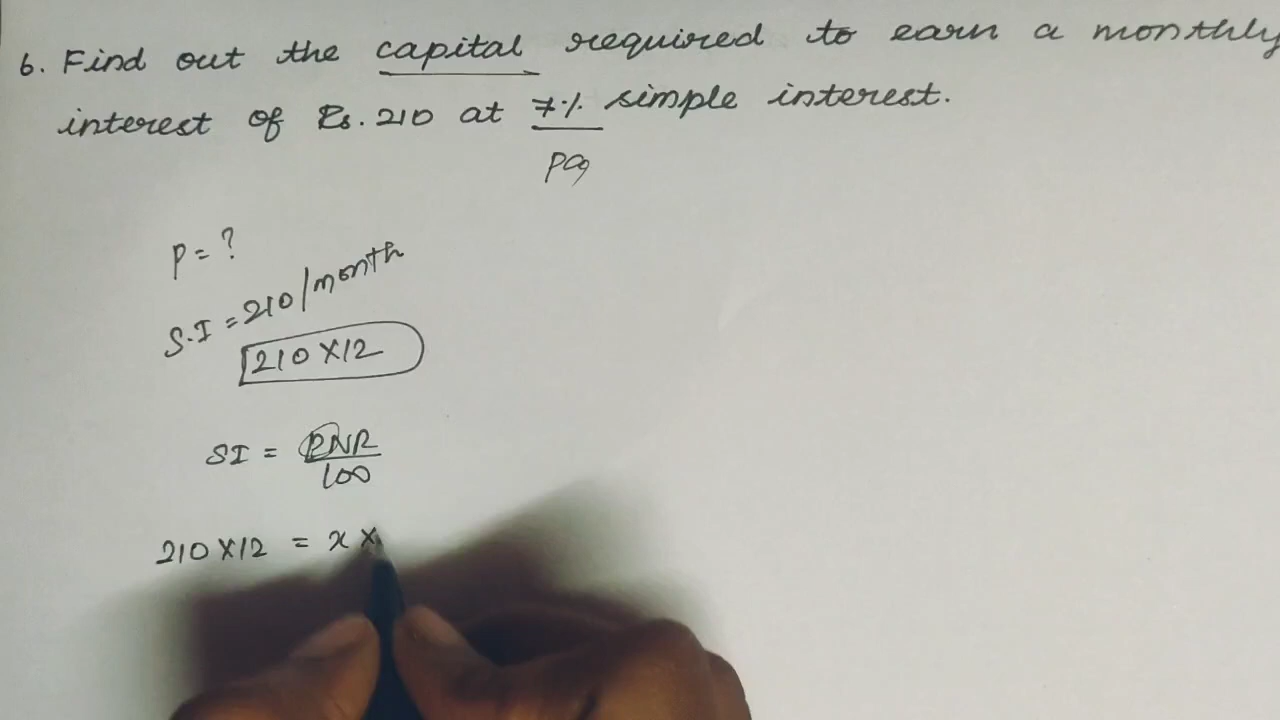 6. Find out the capital required to earn a monthly
interest of Rs. 210 at 7% simple interest.
pa
P = ?
S.I = 210/month
210 X 12
SI = PNR
100
210 X 12 = x x